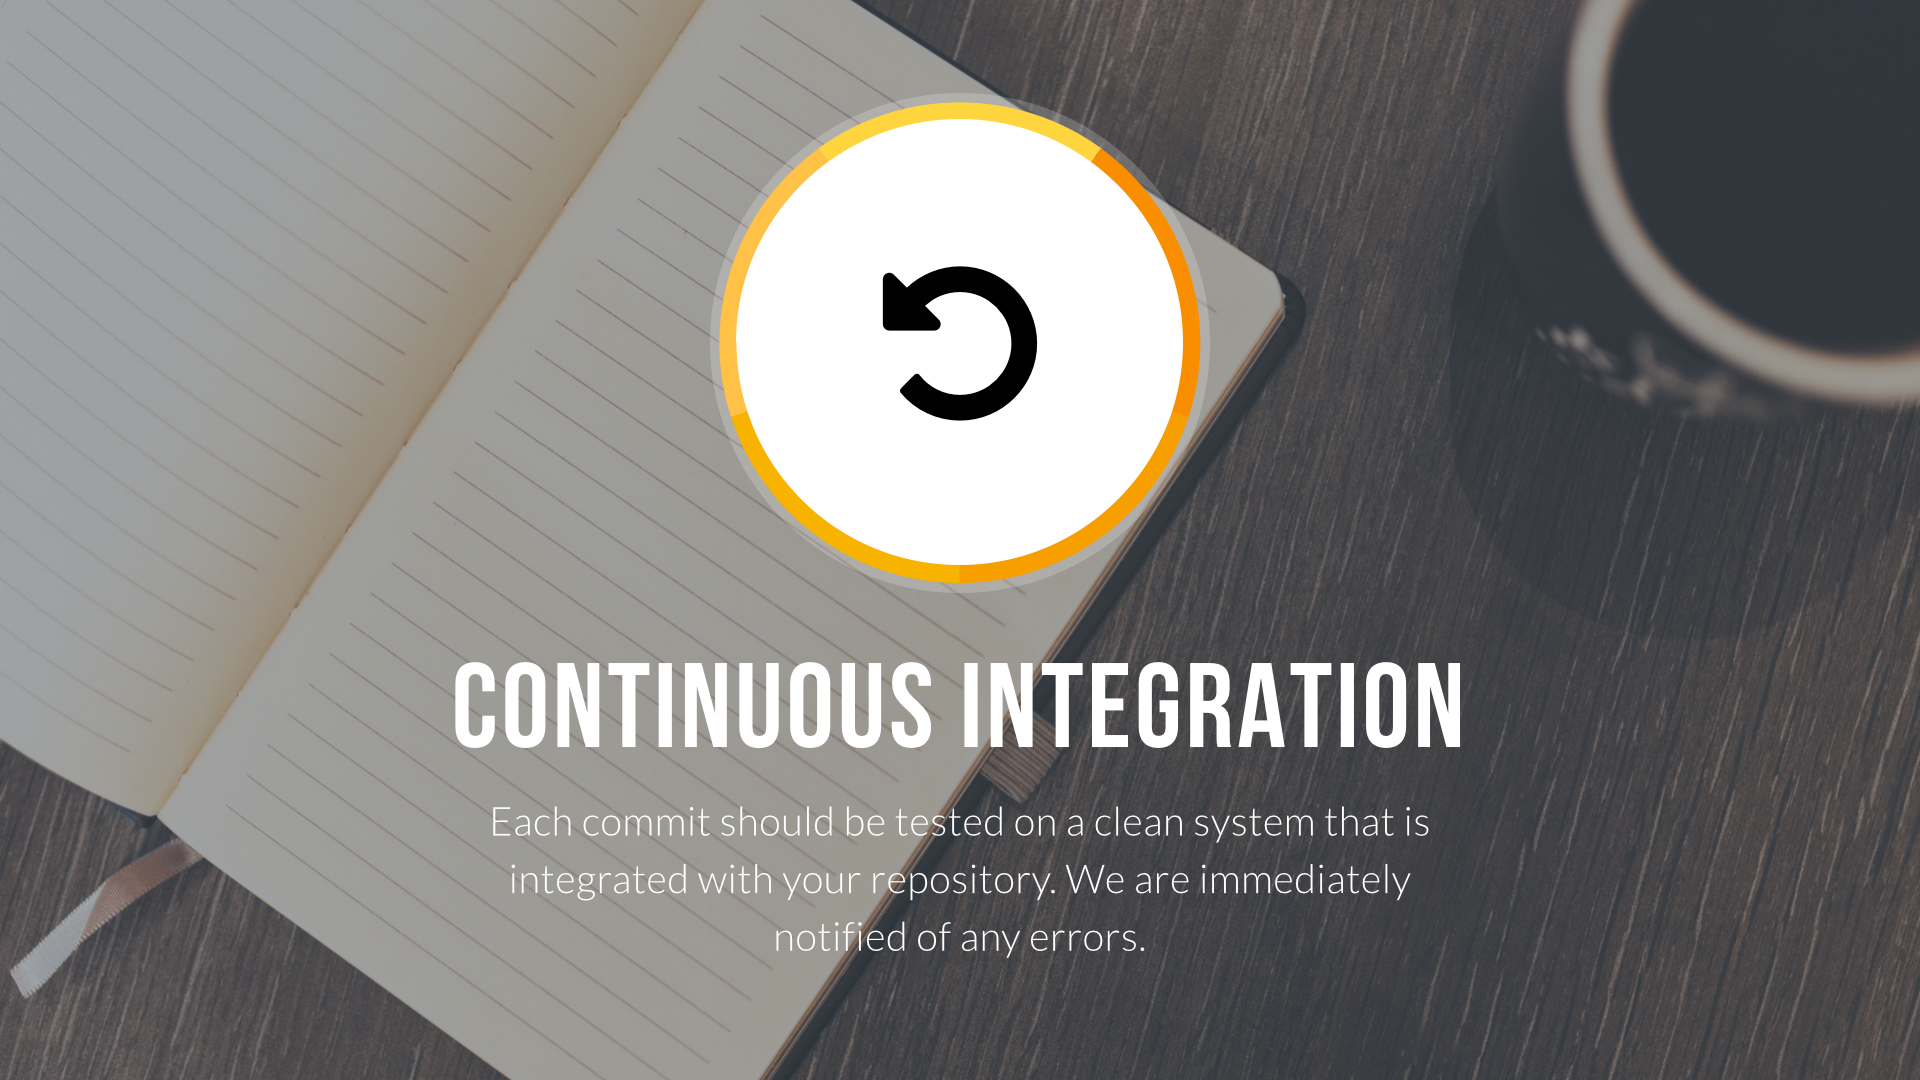 CONTINUOUS INTEGRATION
Each commit should be tested on a clean system that is
integrated with your repository. We are immediately
notified of any errors.